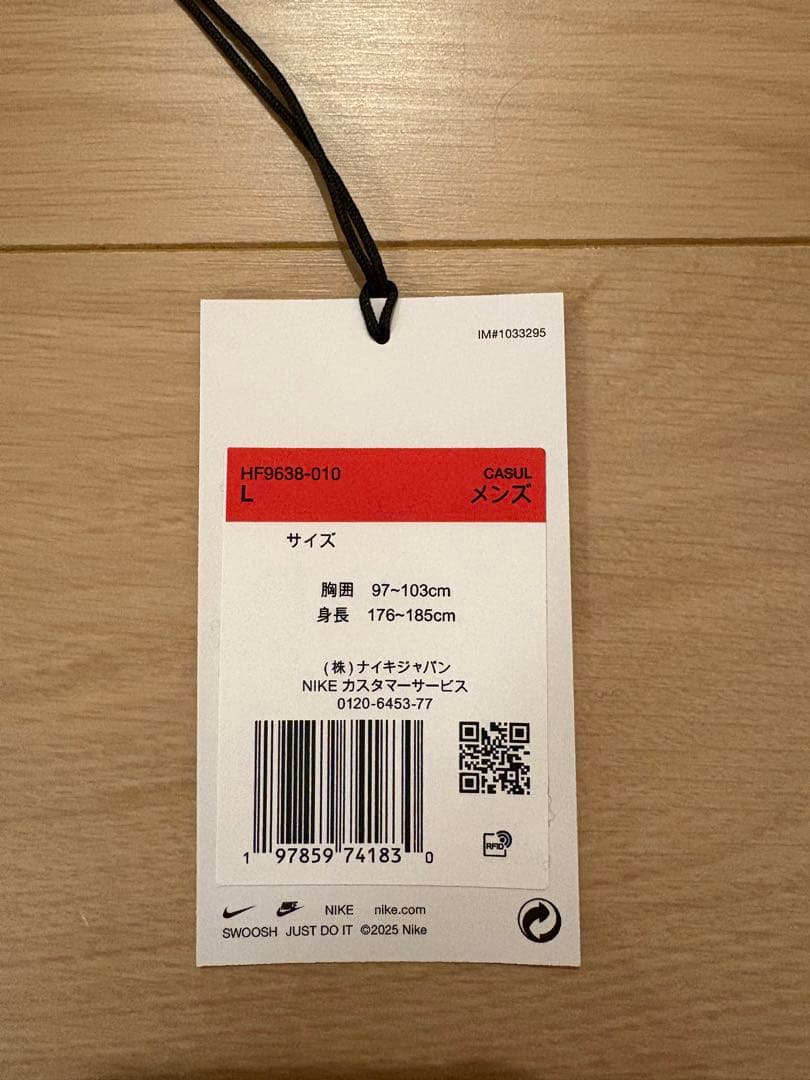 IM#1033295
HF9638-010 CASUL
L メンズ
サイズ
胸囲 97~103cm
身長 176~185cm
(株)ナイキジャパン
NIKE カスタマーサービス
0120-6453-77
1 97859 74183 0
RFID
NIKE nike.com
SWOOSH JUST DO IT ©2025 Nike